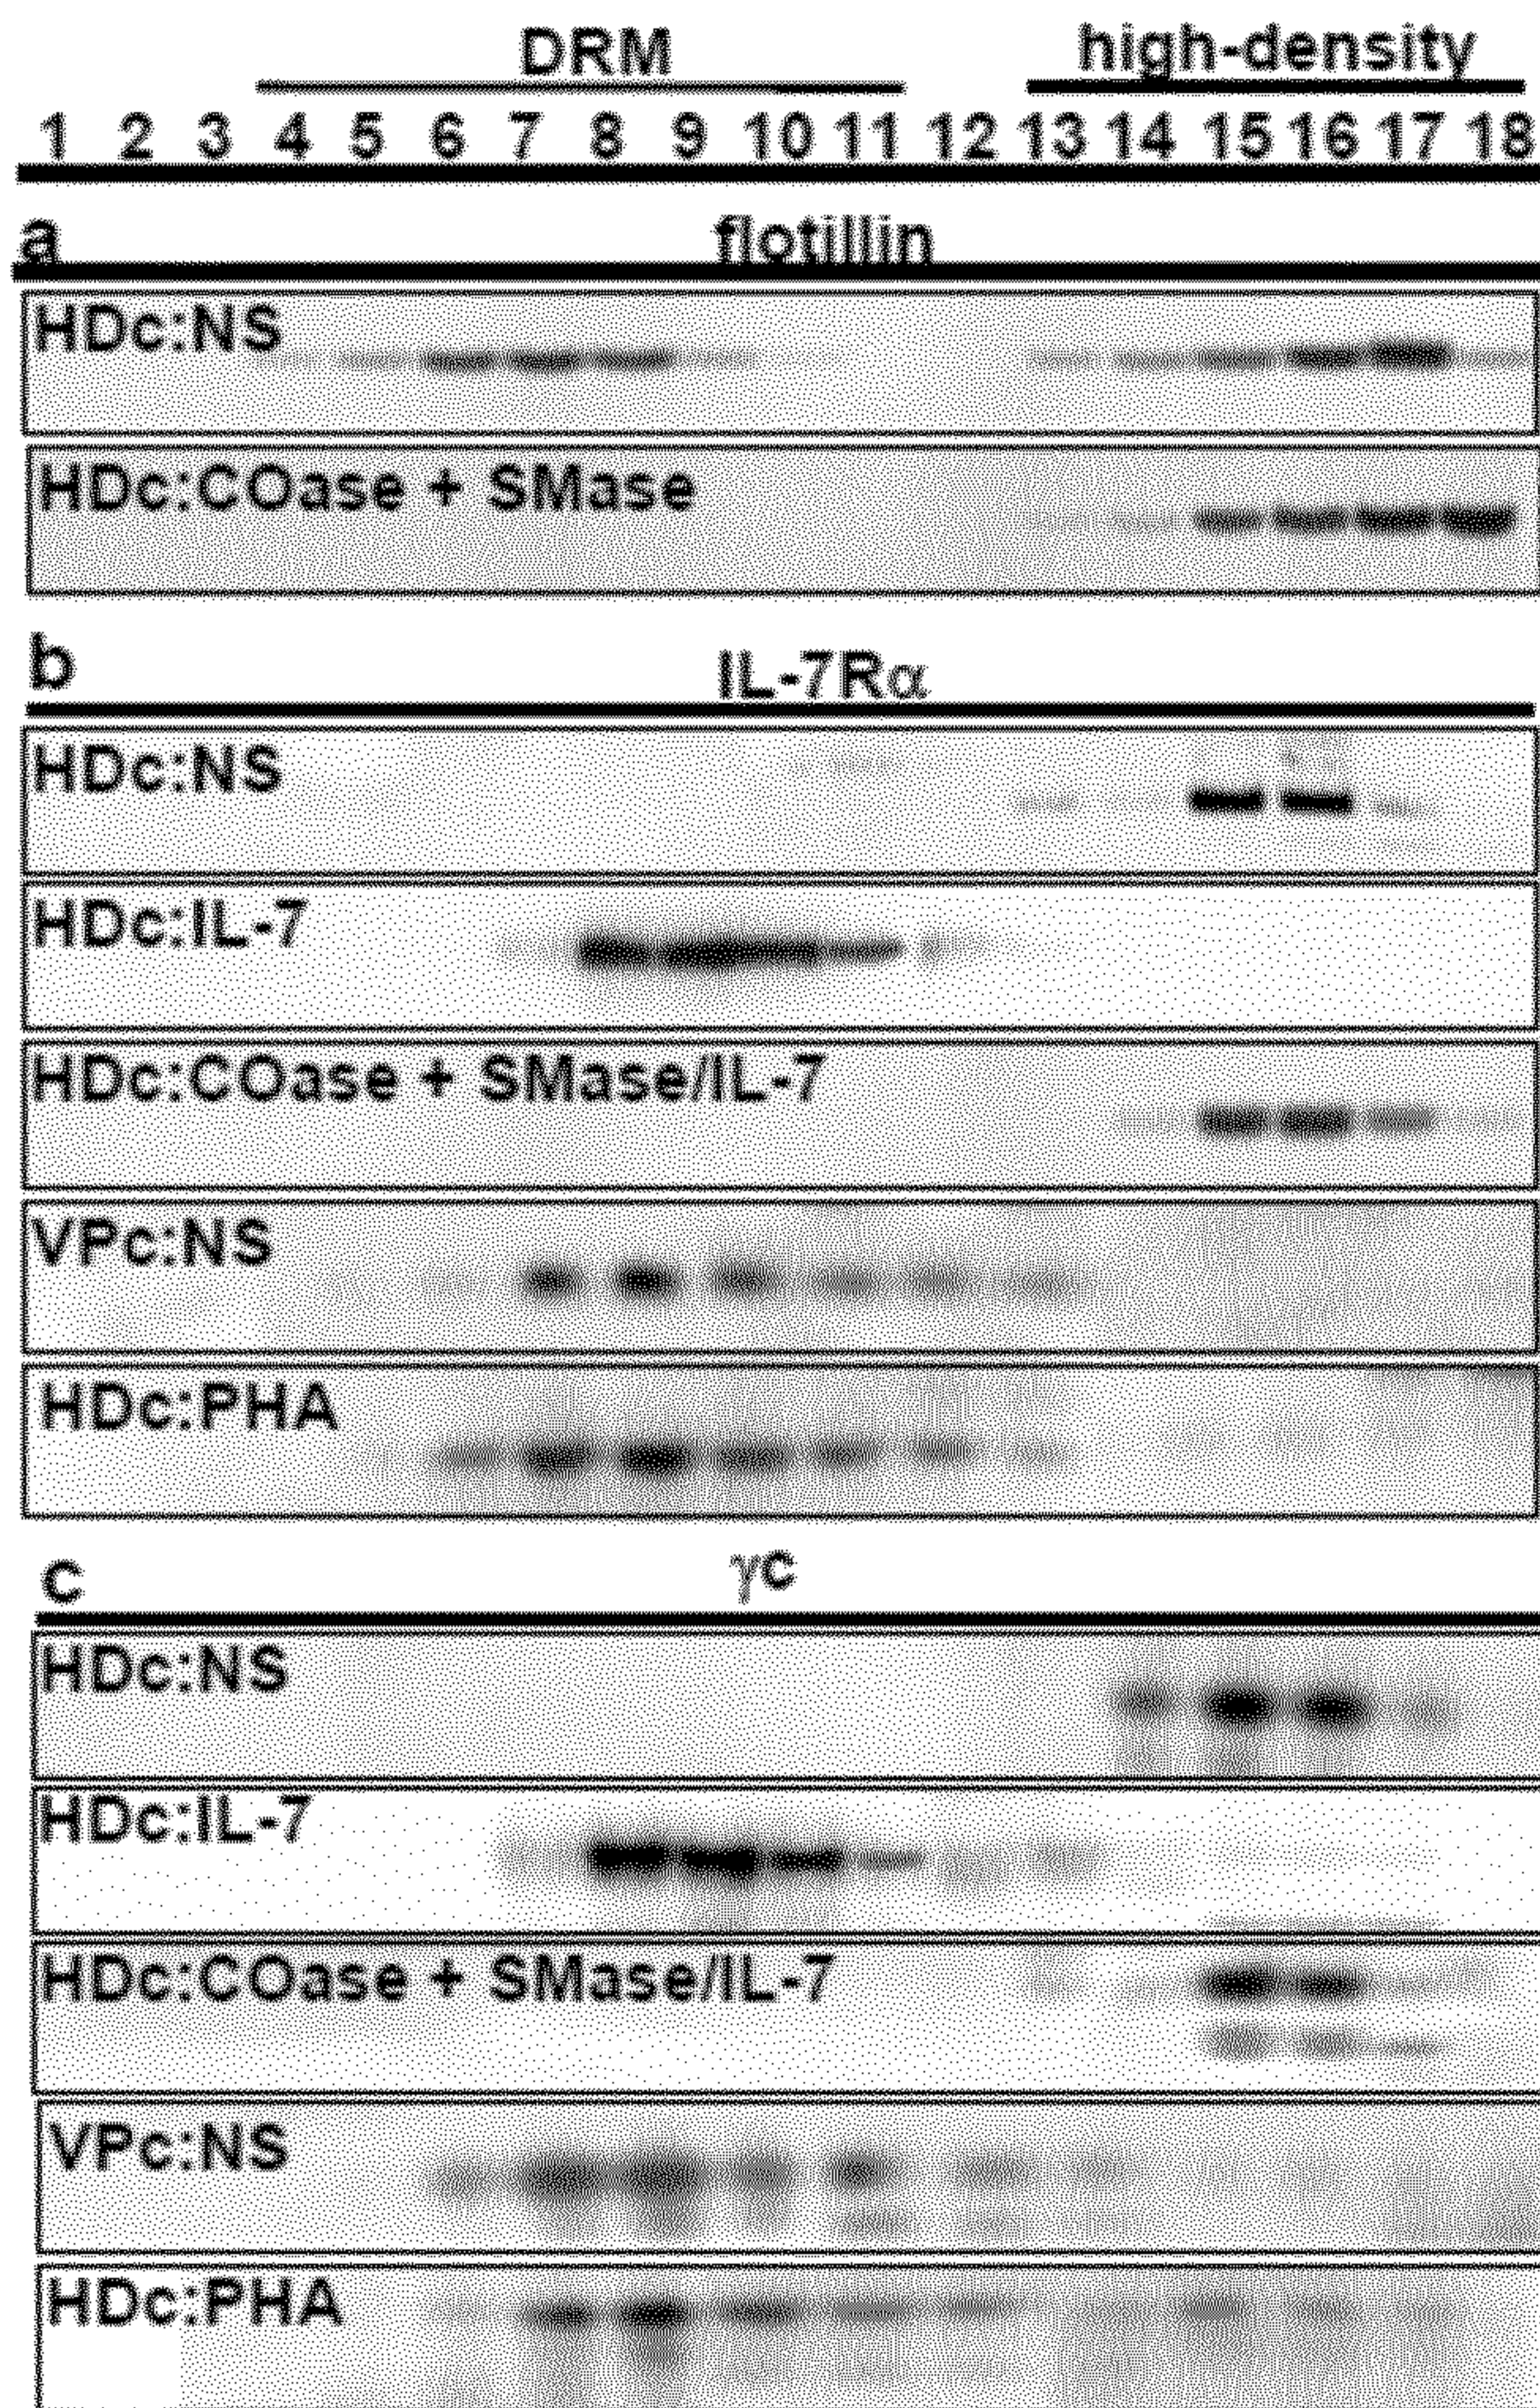 DRM high-density
1 2 3 4 5 6 7 8 9 10 11 12 13 14 15 16 17 18
a flotillin
HDc:NS
HDc:COase + SMase
b IL-7Rα
HDc:NS
HDc:IL-7
HDc:COase + SMase/IL-7
VPc:NS
HDc:PHA
c γc
HDc:NS
HDc:IL-7
HDc:COase + SMase/IL-7
VPc:NS
HDc:PHA